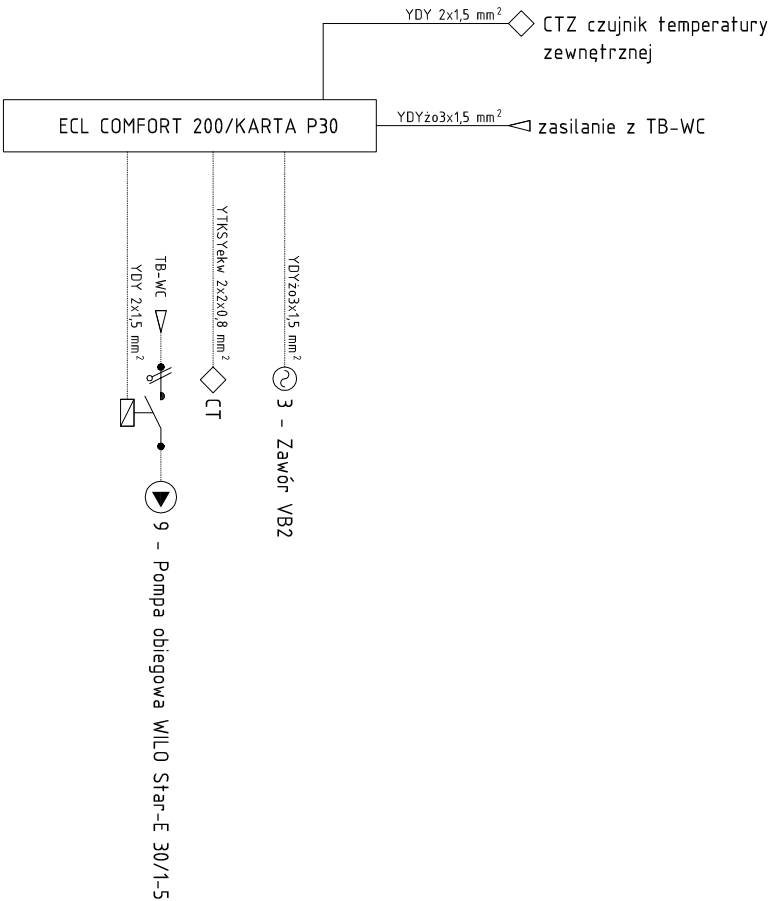 YDY 2x1,5 mm²
CTZ czujnik temperatury
zewnętrznej
ECL COMFORT 200/KARTA P30
YDYżo3x1,5 mm²
zasilanie z TB-WC
YDY 2x1,5 mm²
TB-WC
YTKSYekw 2x2x0,8 mm²
YDYżo3x1,5 mm²
CT
3 - Zawór VB2
9 - Pompa obiegowa WILO Star-E 30/1-5